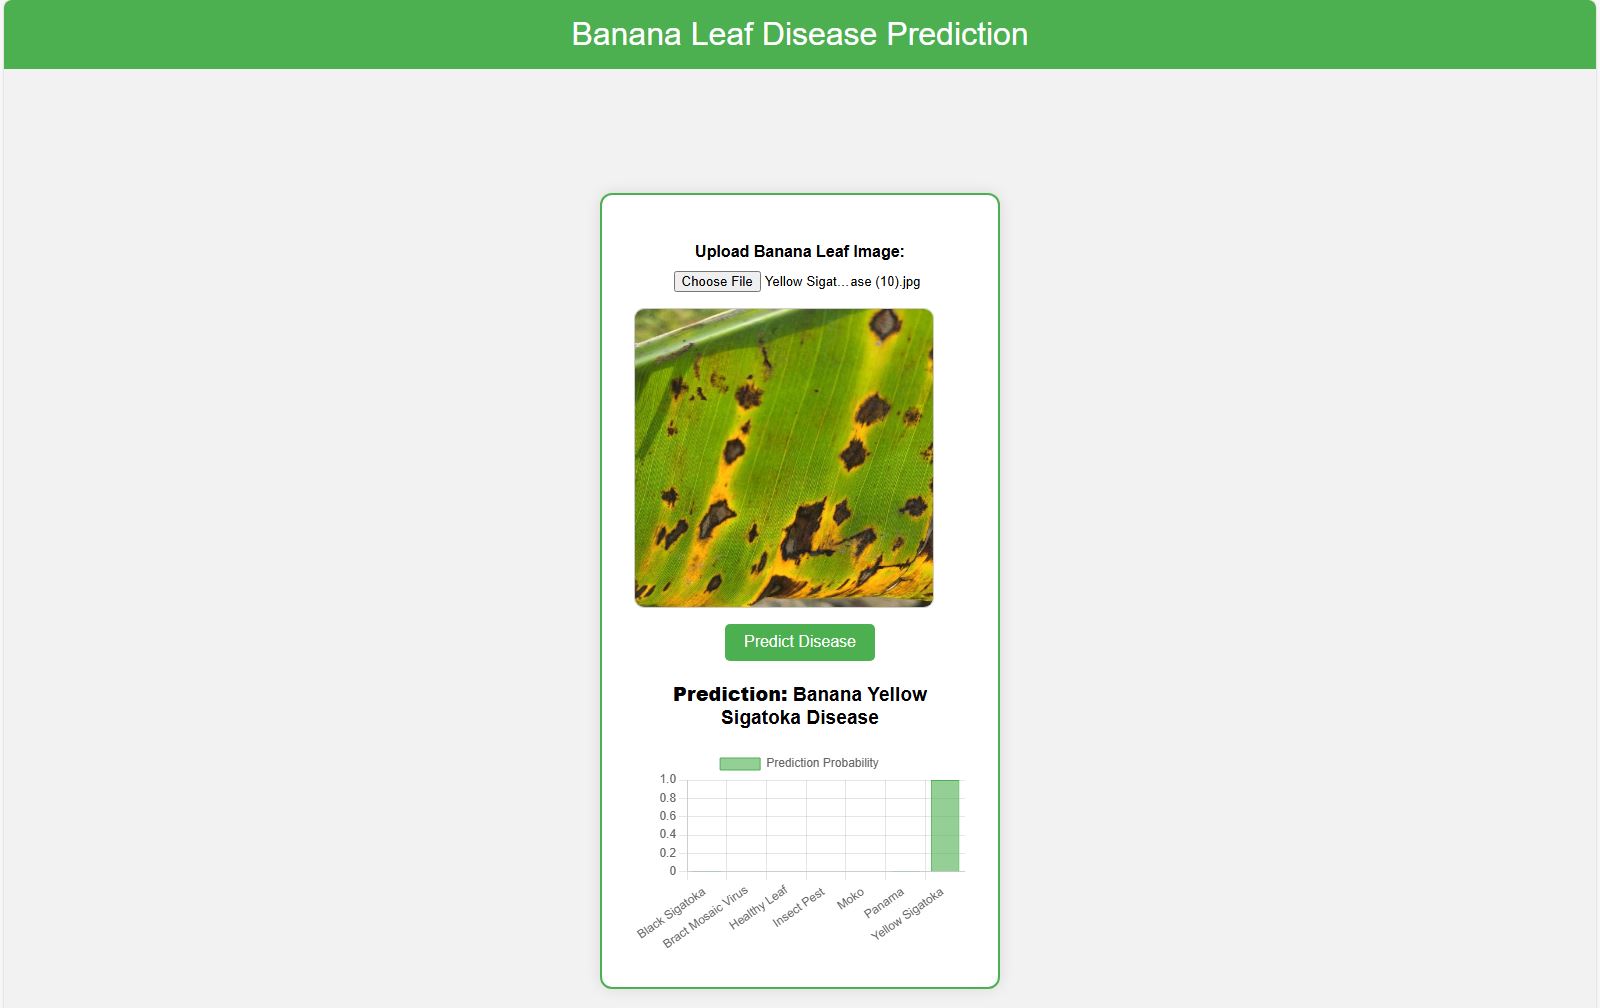 Banana Leaf Disease Prediction
Upload Banana Leaf Image:
Choose File Yellow Sigat...ase (10).jpg
Predict Disease
Prediction: Banana Yellow
Sigatoka Disease
Prediction Probability
1.0
0.8
0.6
0.4
0.2
0
Black Sigatoka
Bract Mosaic Virus
Healthy Leaf
Insect Pest
Moko
Panama
Yellow Sigatoka